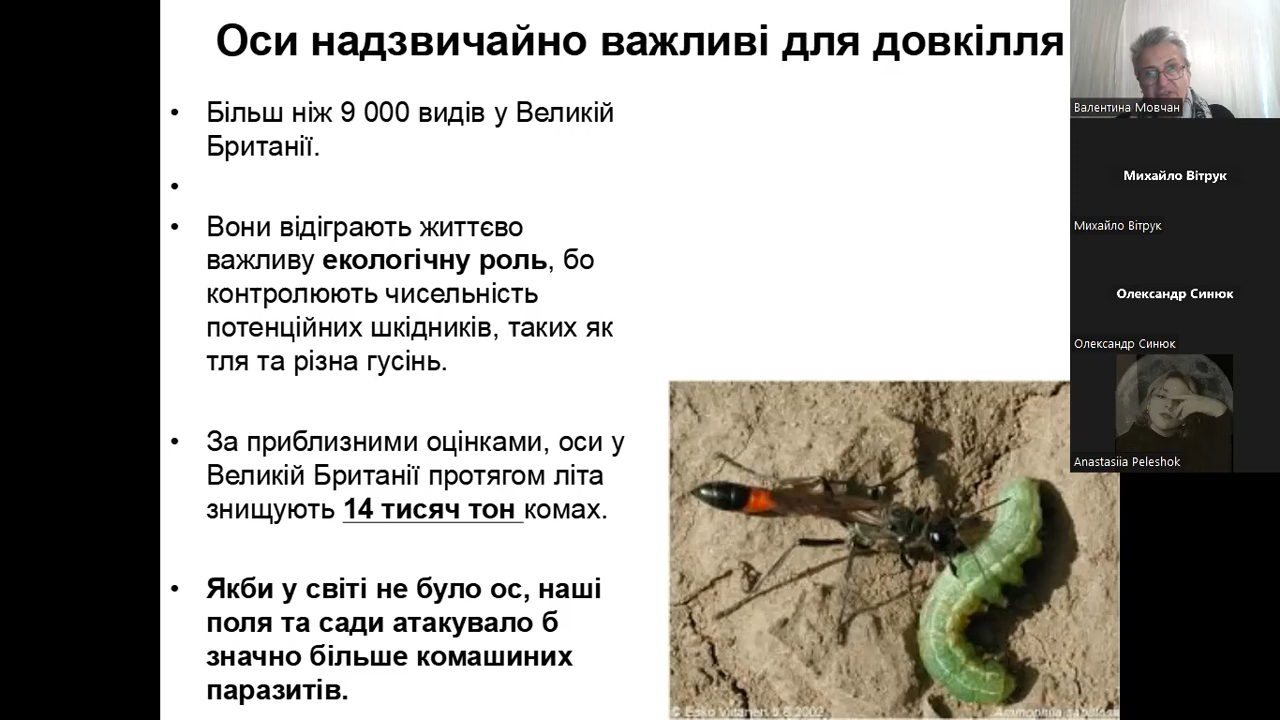 Оси надзвичайно важливі для довкілля
• Більш ніж 9 000 видів у Великій
Британії.
•
• Вони відіграють життєво
важливу екологічну роль, бо
контролюють чисельність
потенційних шкідників, таких як
тля та різна гусінь.
• За приблизними оцінками, оси у
Великій Британії протягом літа
знищують 14 тисяч тон комах.
• Якби у світі не було ос, наші
поля та сади атакувало б
значно більше комашиних
паразитів.
Валентина Мовчан
Михайло Вітрук
Михайло Вітрук
Олександр Синюк
Олександр Синюк
Anastasiia Peleshok